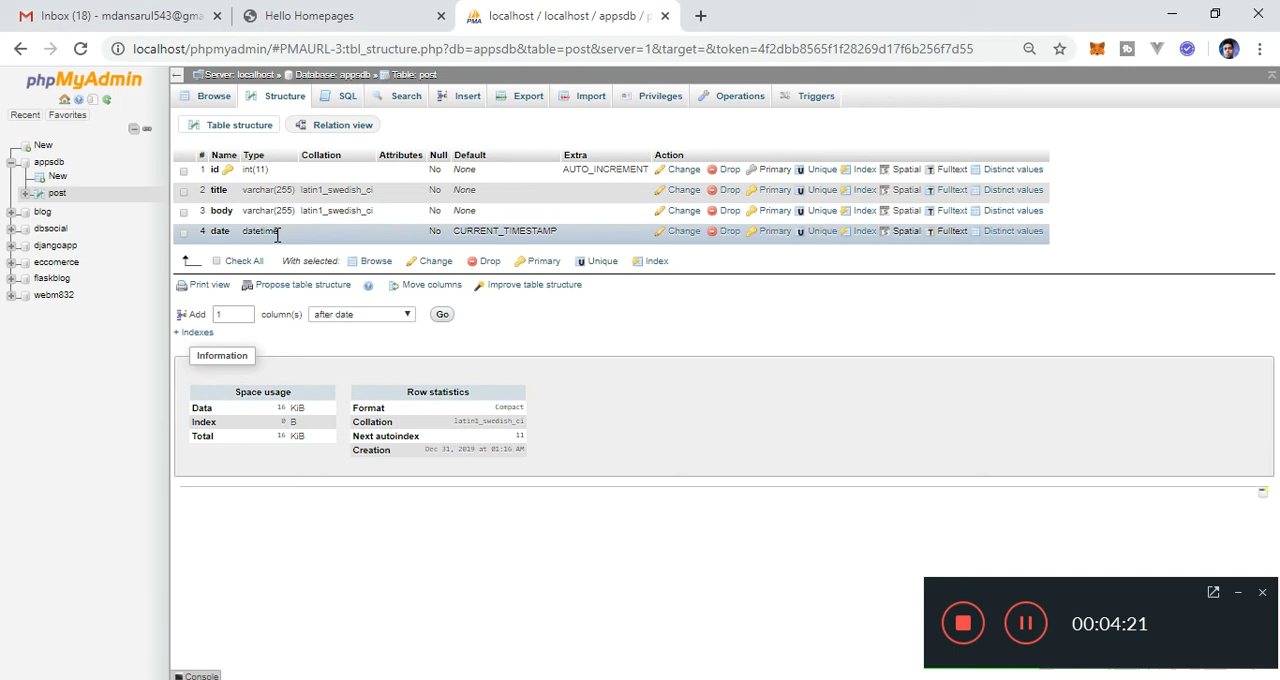 Inbox (18) - mdansarul543@gma
Hello Homepages
localhost / localhost / appsdb / p
localhost/phpmyadmin/#PMAURL-3:tbl_structure.php?db=appsdb&table=post&server=1&target=&token=4f2dbb8565f1f28269d17f6b256f7d55
phpMyAdmin
Recent Favorites
New
appsdb
New
post
blog
dbsocial
djangoapp
eccomerce
flaskblog
webm832
Server: localhost » Database: appsdb » Table: post
Browse Structure SQL Search Insert Export Import Privileges Operations Triggers
Table structure Relation view
# Name Type Collation Attributes Null Default Extra Action
1 id int(11) No None AUTO_INCREMENT Change Drop Primary Unique Index Spatial Fulltext Distinct values
2 title varchar(255) latin1_swedish_ci No None Change Drop Primary Unique Index Spatial Fulltext Distinct values
3 body varchar(255) latin1_swedish_ci No None Change Drop Primary Unique Index Spatial Fulltext Distinct values
4 date datetime No CURRENT_TIMESTAMP Change Drop Primary Unique Index Spatial Fulltext Distinct values
Check All With selected: Browse Change Drop Primary Unique Index
Print view Propose table structure Move columns Improve table structure
Add 1 column(s) after date Go
+ Indexes
Information
Space usage
Data 16 KiB
Index 0 B
Total 16 KiB
Row statistics
Format Compact
Collation latin1_swedish_ci
Next autoindex 11
Creation Dec 31, 2019 at 01:16 AM
00:04:21
Console